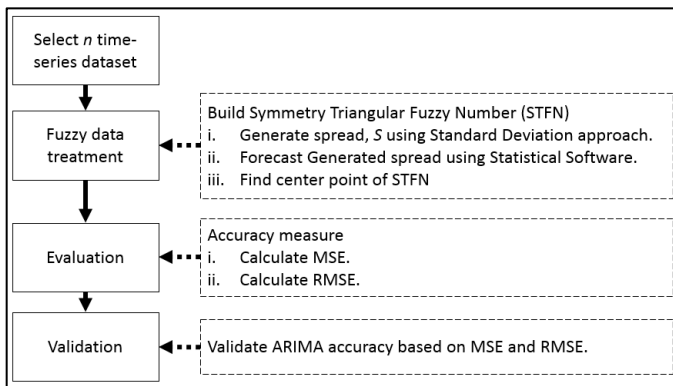 Select n time-
series dataset
Fuzzy data
treatment
Build Symmetry Triangular Fuzzy Number (STFN)
i. Generate spread, S using Standard Deviation approach.
ii. Forecast Generated spread using Statistical Software.
iii. Find center point of STFN
Evaluation
Accuracy measure
i. Calculate MSE.
ii. Calculate RMSE.
Validation
Validate ARIMA accuracy based on MSE and RMSE.